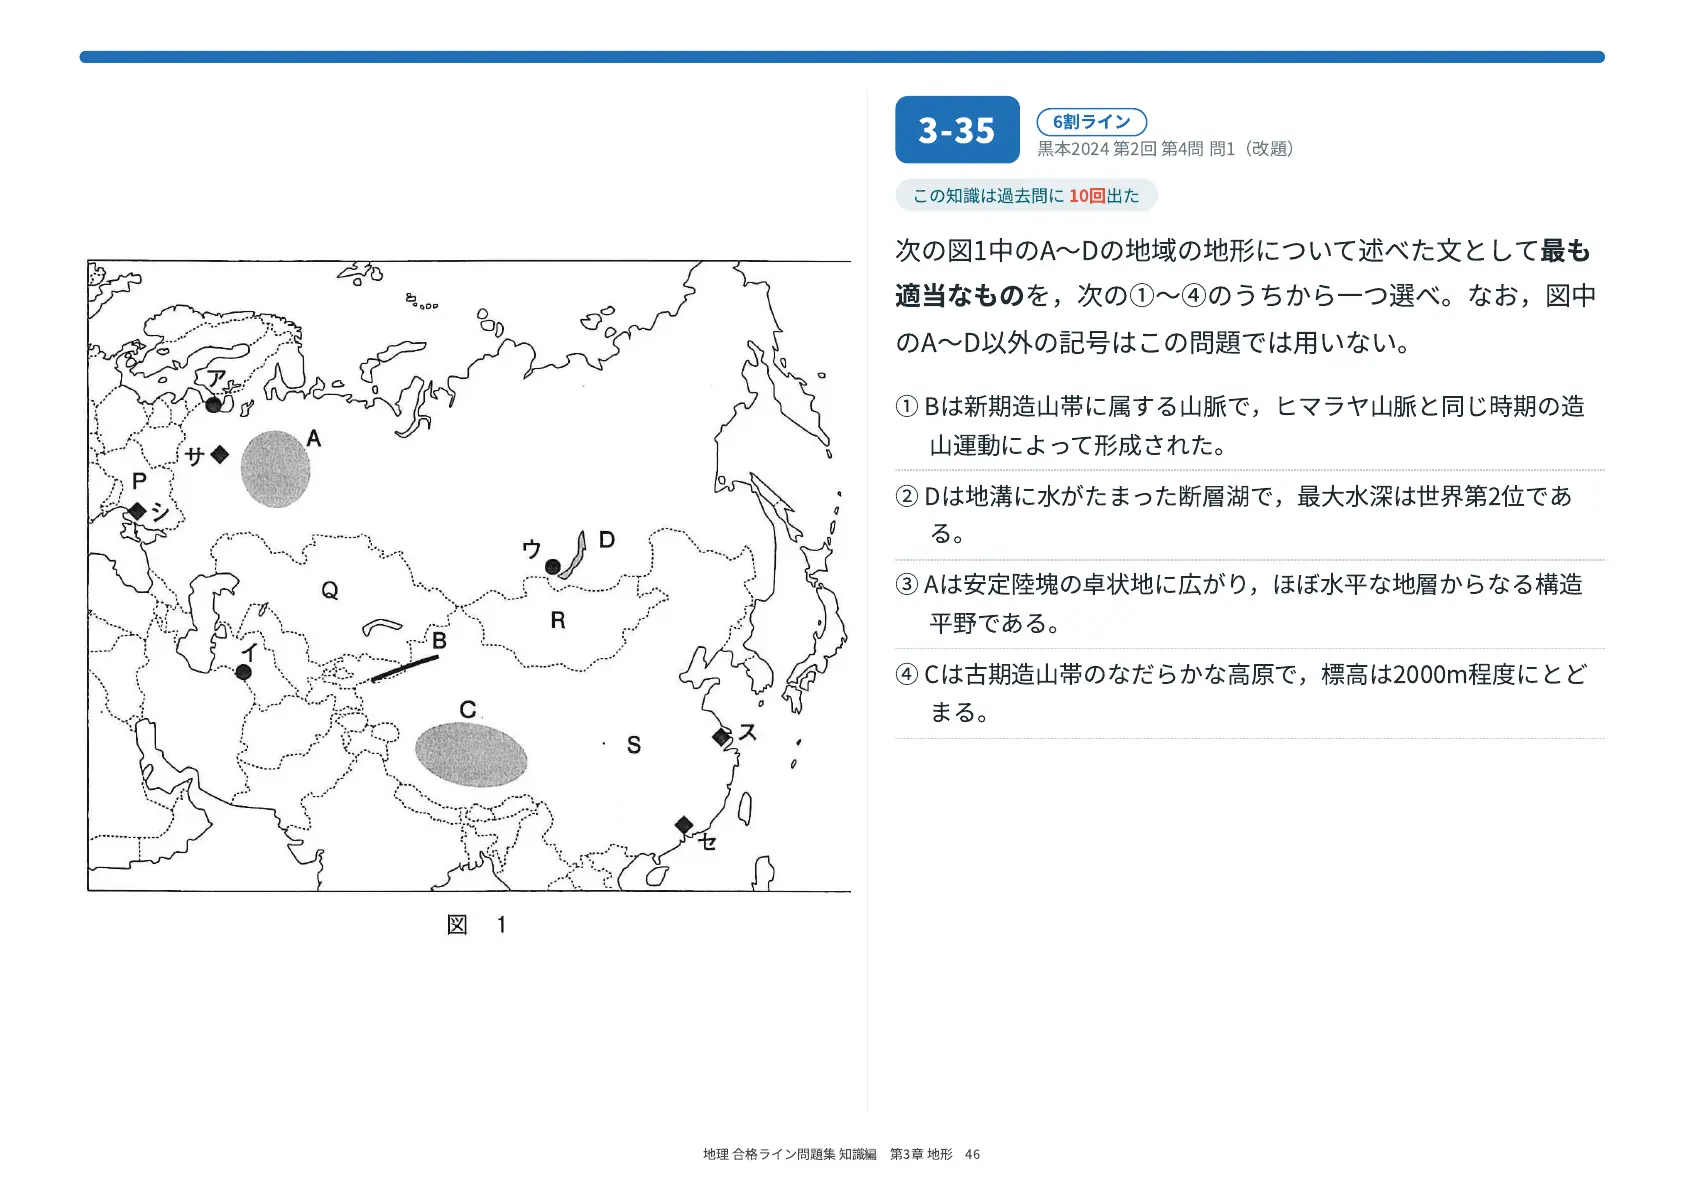 3-35
6割ライン
黒本2024 第2回 第4問 問1（改題）
この知識は過去問に 10回出た
次の図1中のA～Dの地域の地形について述べた文として最も
適当なものを，次の①～④のうちから一つ選べ。なお，図中
のA～D以外の記号はこの問題では用いない。
① Bは新期造山帯に属する山脈で，ヒマラヤ山脈と同じ時期の造
山運動によって形成された。
② Dは地溝に水がたまった断層湖で，最大水深は世界第2位であ
る。
③ Aは安定陸塊の卓状地に広がり，ほぼ水平な地層からなる構造
平野である。
④ Cは古期造山帯のなだらかな高原で，標高は2000m程度にとど
まる。
ア
A
サ
P
シ
ウ
D
Q
R
B
イ
C
S
ス
セ
図 1
地理 合格ライン問題集 知識編 第3章 地形 46